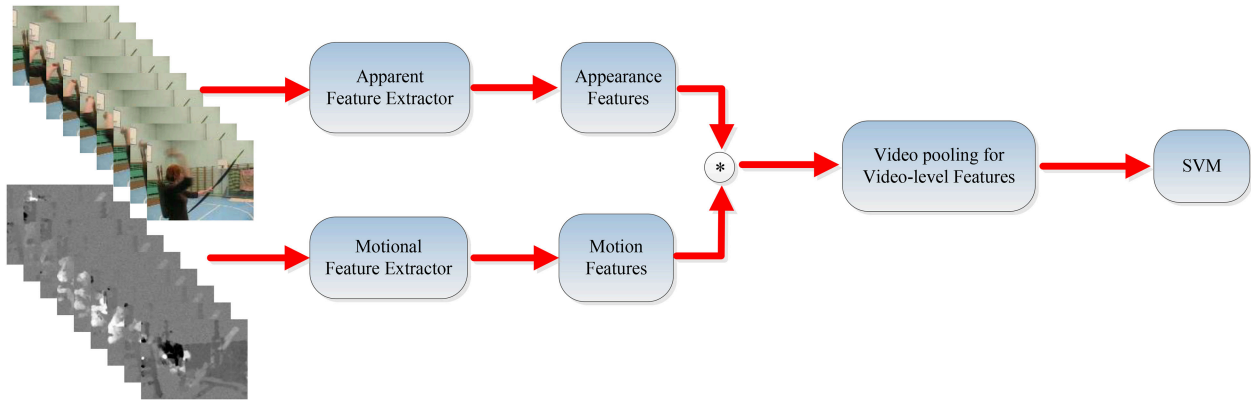 Apparent
Feature Extractor
Appearance
Features
*
Video pooling for
Video-level Features
SVM
Motional
Feature Extractor
Motion
Features